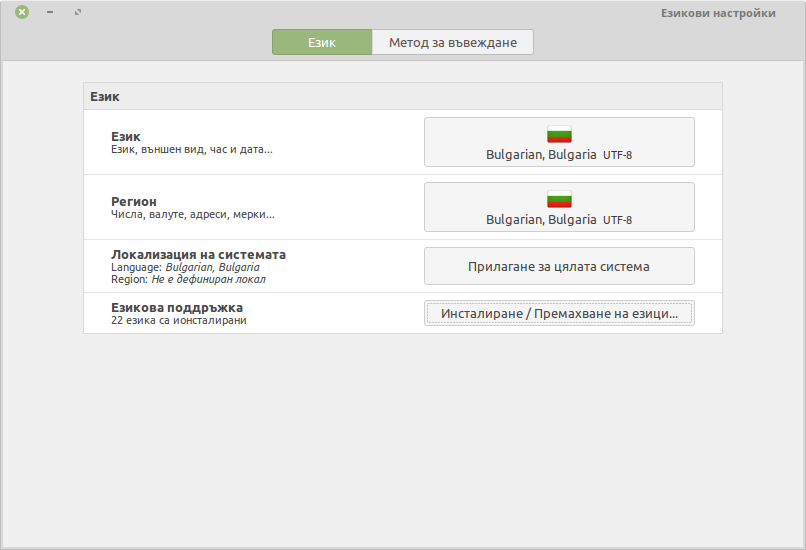 Езикови настройки
Език
Метод за въвеждане
Език
Език
Език, външен вид, час и дата...
Bulgarian, Bulgaria UTF-8
Регион
Числа, валуте, адреси, мерки...
Bulgarian, Bulgaria UTF-8
Локализация на системата
Language: Bulgarian, Bulgaria
Region: Не е дефиниран локал
Прилагане за цялата система
Езикова поддръжка
22 езика са ионсталирани
Инсталиране / Премахване на езици...